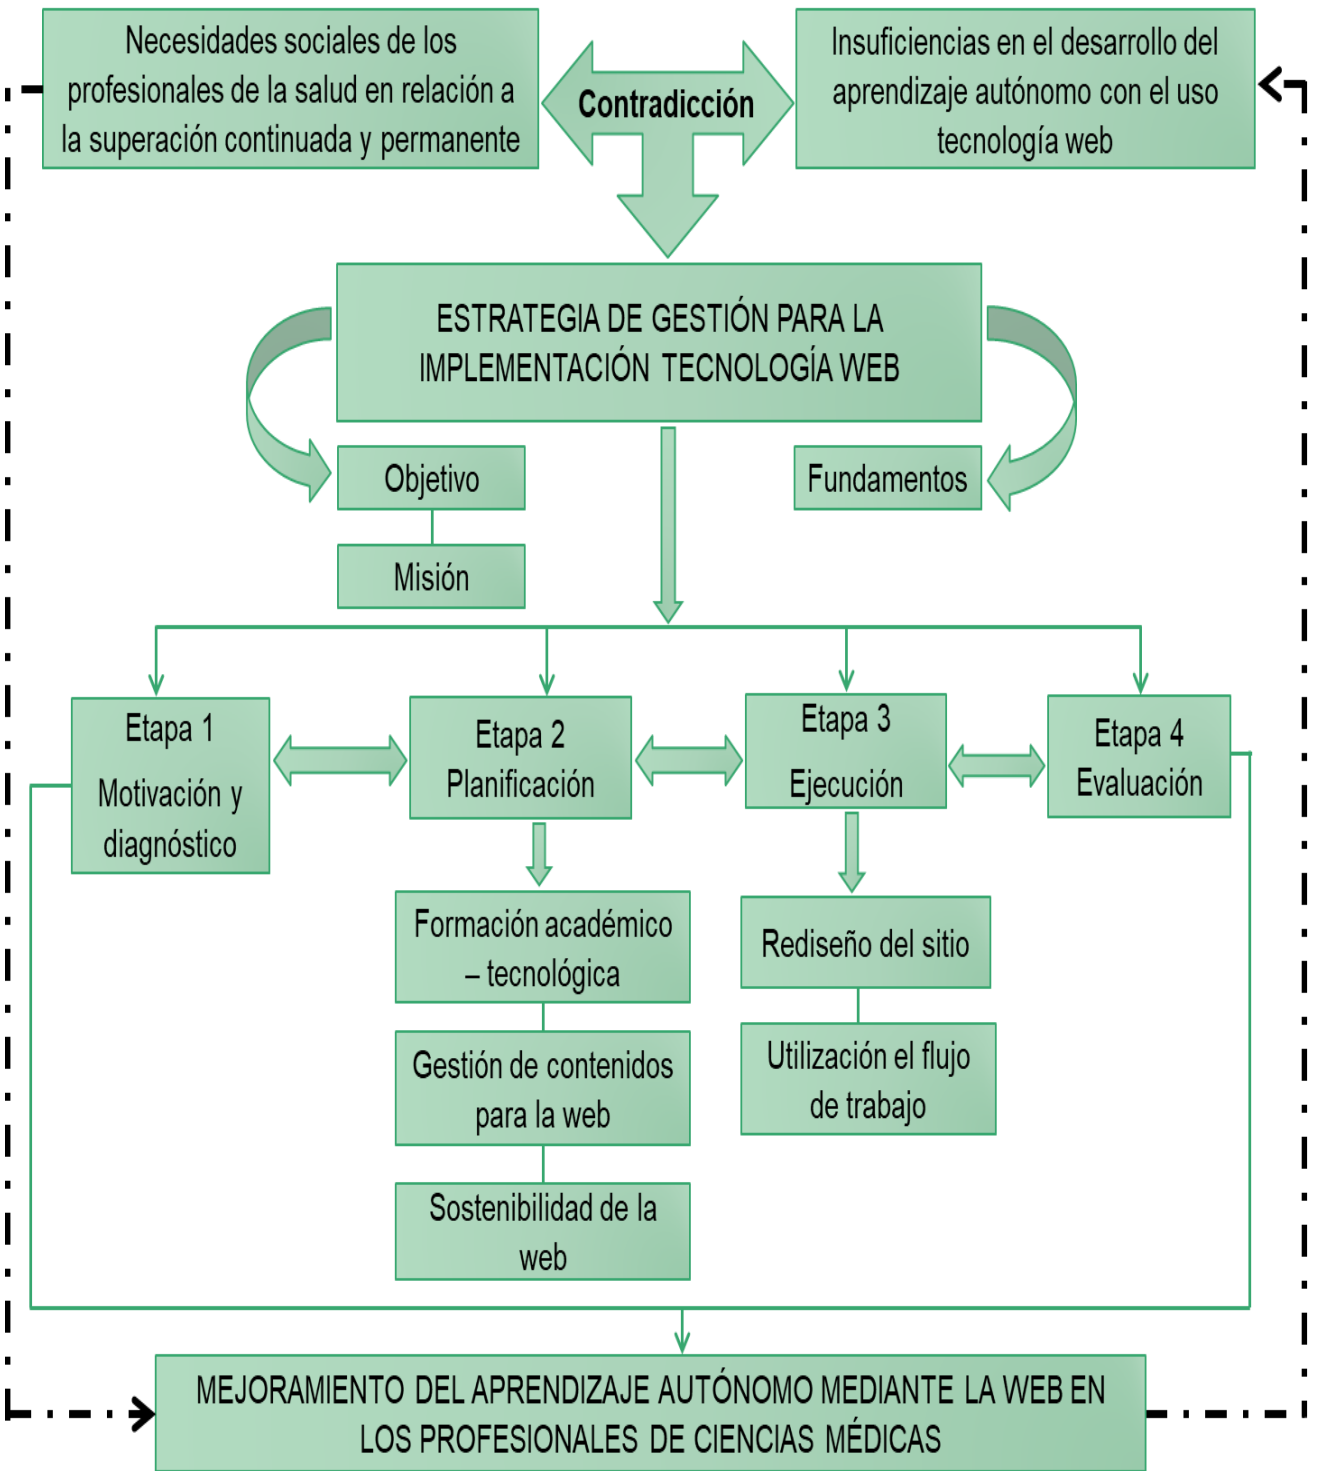 Necesidades sociales de los
profesionales de la salud en relación a
la superación continuada y permanente
Contradicción
Insuficiencias en el desarrollo del
aprendizaje autónomo con el uso
tecnología web
ESTRATEGIA DE GESTIÓN PARA LA
IMPLEMENTACIÓN TECNOLOGÍA WEB
Objetivo
Fundamentos
Misión
Etapa 1
Motivación y
diagnóstico
Etapa 2
Planificación
Etapa 3
Ejecución
Etapa 4
Evaluación
Formación académico
– tecnológica
Gestión de contenidos
para la web
Sostenibilidad de la
web
Rediseño del sitio
Utilización el flujo
de trabajo
MEJORAMIENTO DEL APRENDIZAJE AUTÓNOMO MEDIANTE LA WEB EN
LOS PROFESIONALES DE CIENCIAS MÉDICAS